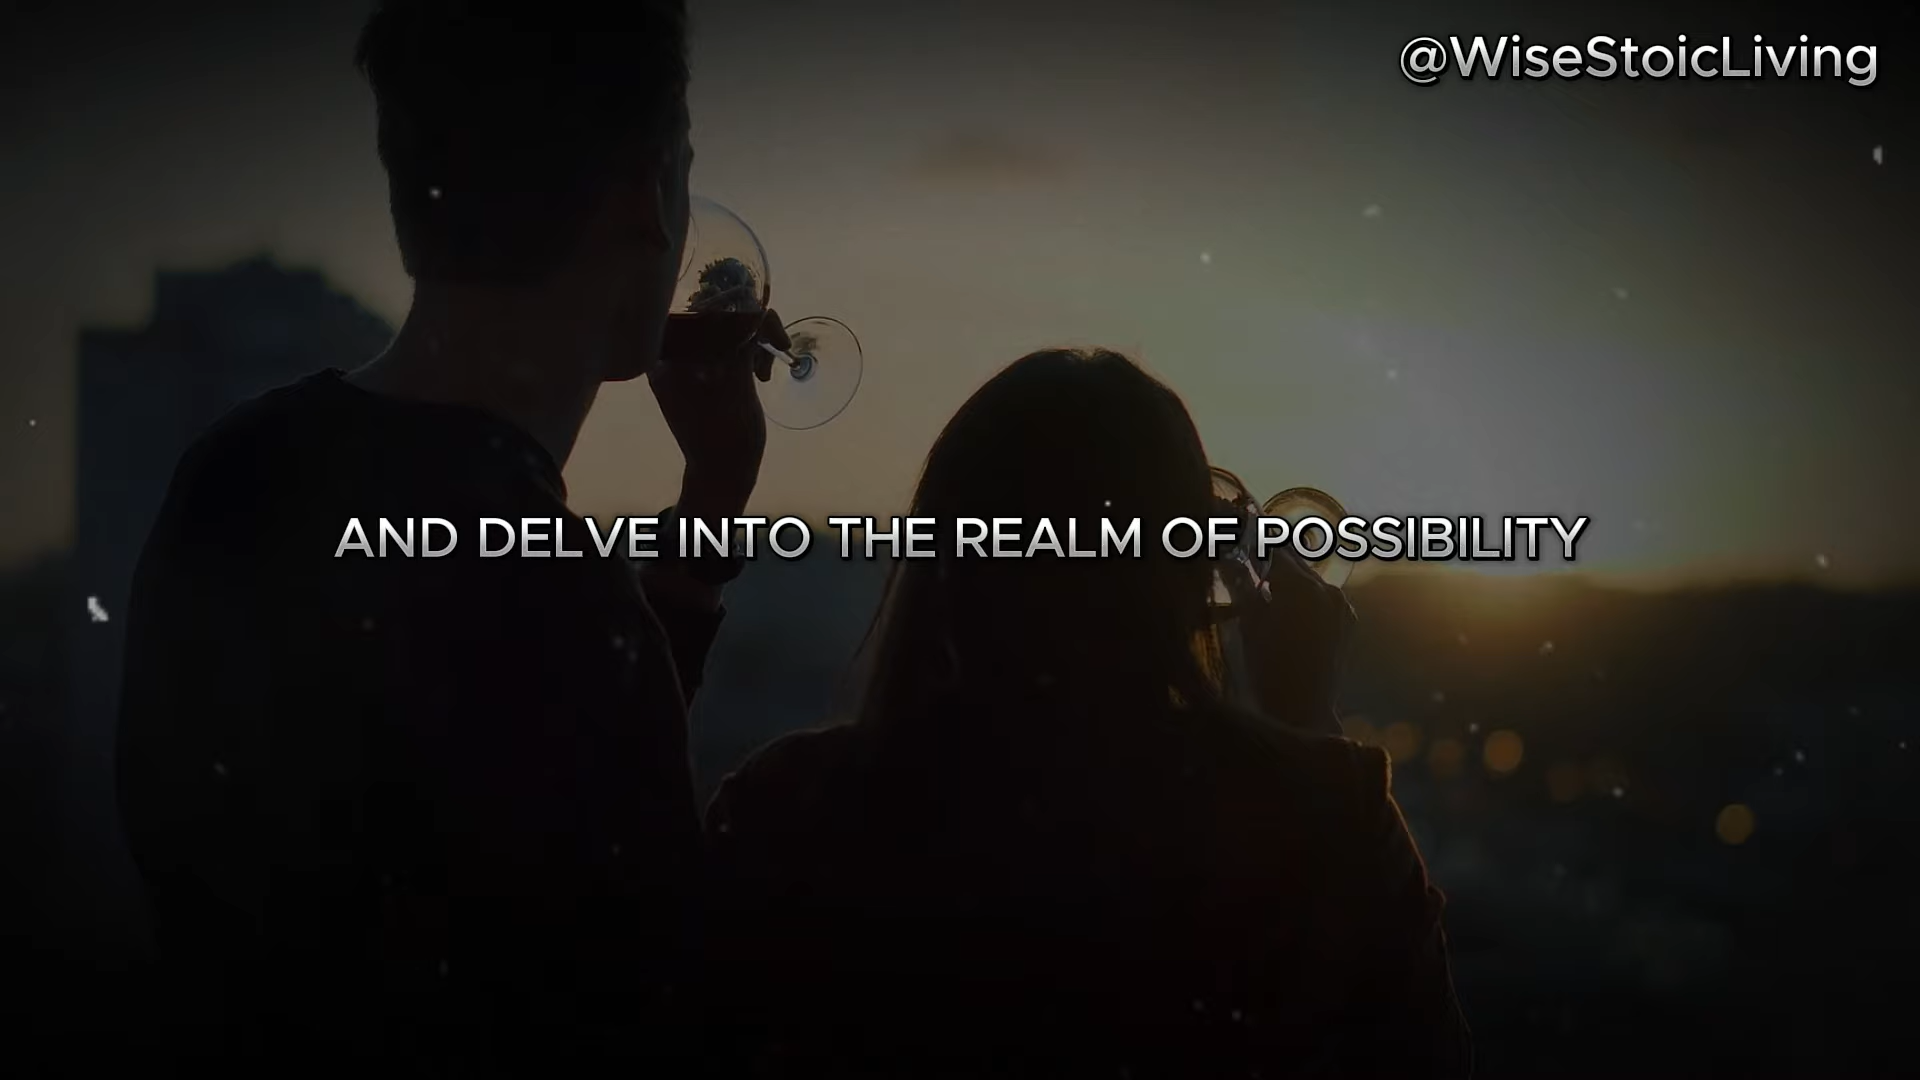 @WiseStoicLiving
AND DELVE INTO THE REALM OF POSSIBILITY